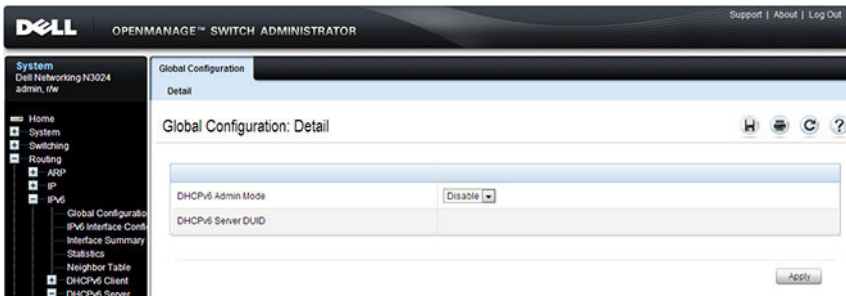 Support | About | Log Out
DELL OPENMANAGE™ SWITCH ADMINISTRATOR
System
Dell Networking N3024
admin, r/w
Global Configuration
Detail
Home
System
Switching
Routing
ARP
IP
IPv6
Global Configuratio
IPv6 Interface Confi
Interface Summary
Statistics
Neighbor Table
DHCPv6 Client
DHCPv6 Server
Global Configuration: Detail
DHCPv6 Admin Mode Disable
DHCPv6 Server DUID
Apply